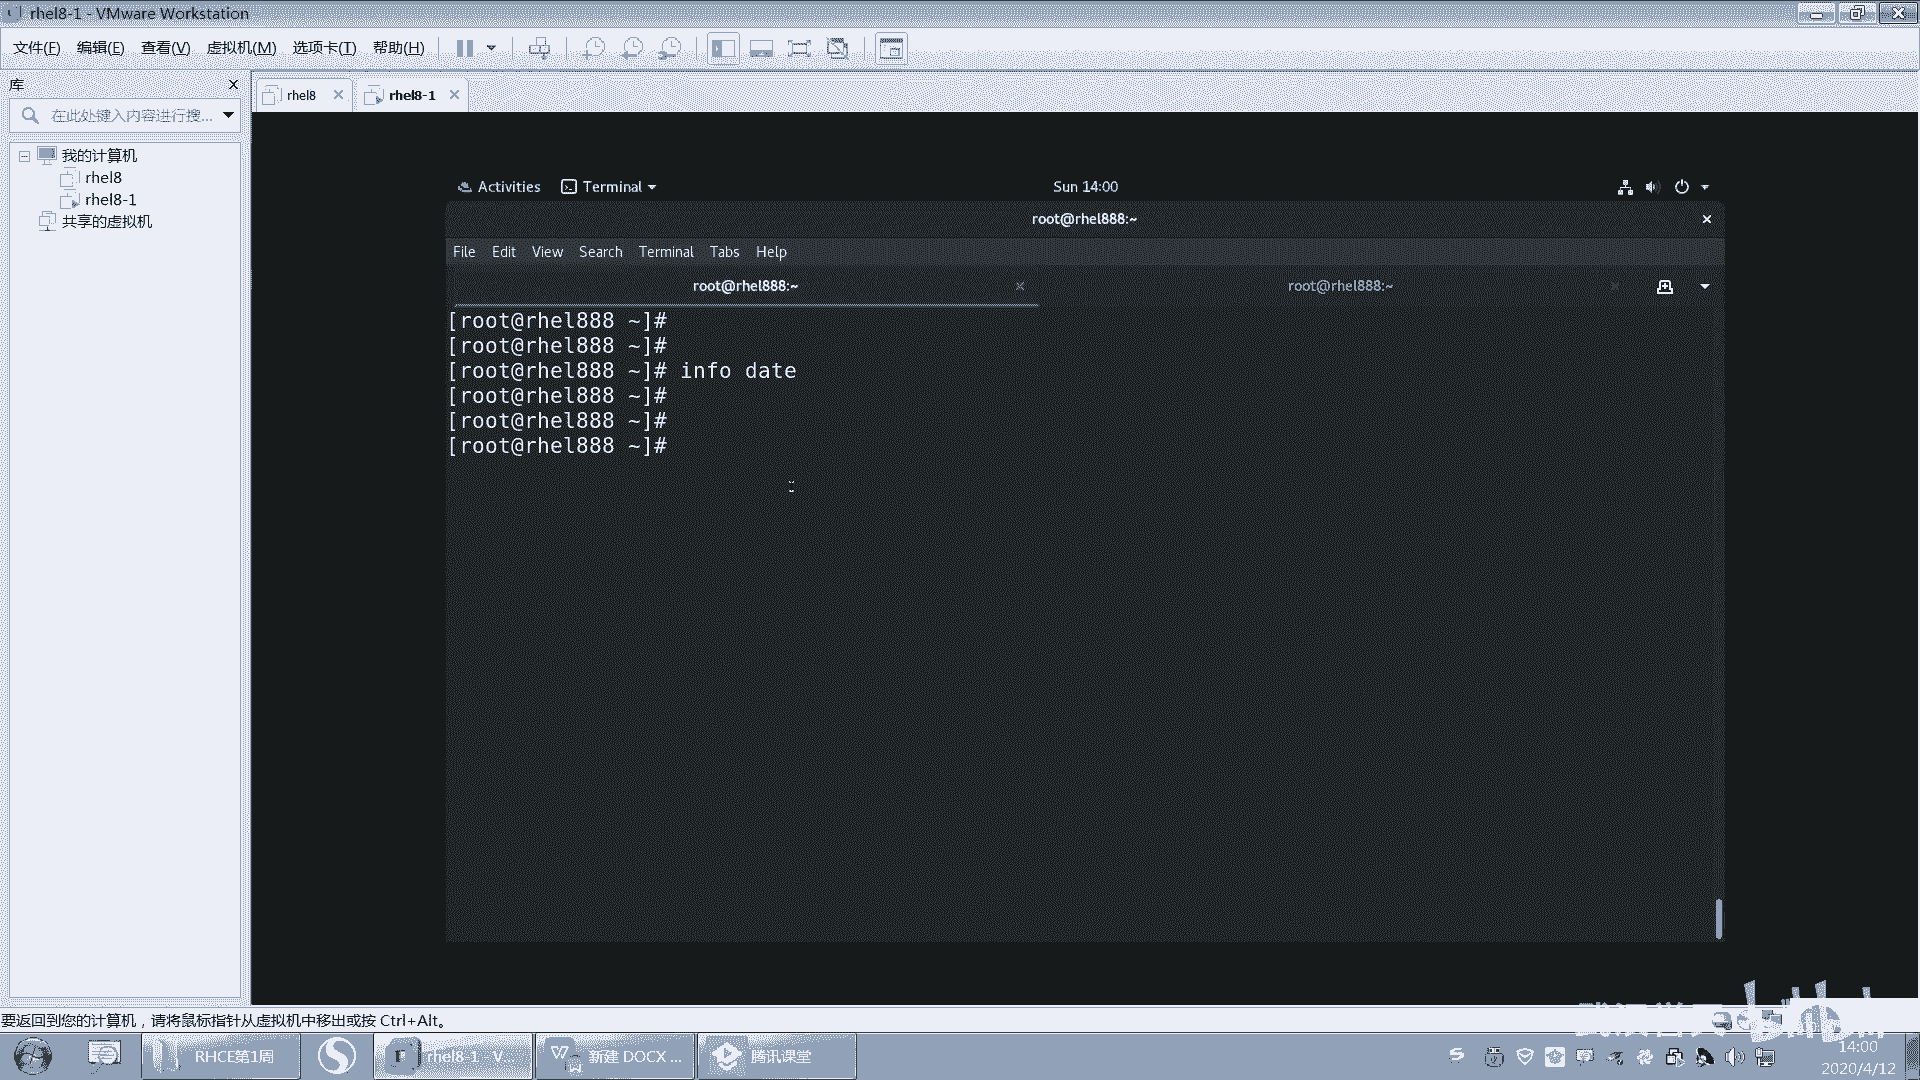 rhel8-1 - VMware Workstation
文件(F) 编辑(E) 查看(V) 虚拟机(M) 选项卡(T) 帮助(H)
库
在此处键入内容进行搜...
我的计算机
rhel8
rhel8-1
共享的虚拟机
rhel8 rhel8-1
Activities Terminal Sun 14:00
root@rhel888:~
File Edit View Search Terminal Tabs Help
root@rhel888:~ root@rhel888:~
[root@rhel888 ~]#
[root@rhel888 ~]#
[root@rhel888 ~]# info date
[root@rhel888 ~]#
[root@rhel888 ~]#
[root@rhel888 ~]#
要返回到您的计算机，请将鼠标指针从虚拟机中移出或按 Ctrl+Alt。
RHCE第1周 rhel8-1 - V... 新建 DOCX ... 腾讯课堂
14:00
2020/4/12